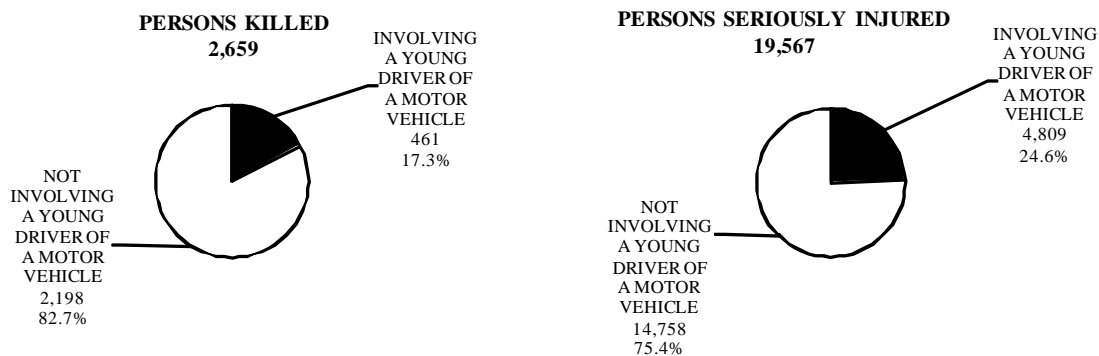 PERSONS KILLED
2,659
INVOLVING
A YOUNG
DRIVER OF
A MOTOR
VEHICLE
461
17.3%
NOT
INVOLVING
A YOUNG
DRIVER OF
A MOTOR
VEHICLE
2,198
82.7%
PERSONS SERIOUSLY INJURED
19,567
INVOLVING
A YOUNG
DRIVER OF
A MOTOR
VEHICLE
4,809
24.6%
NOT
INVOLVING
A YOUNG
DRIVER OF
A MOTOR
VEHICLE
14,758
75.4%